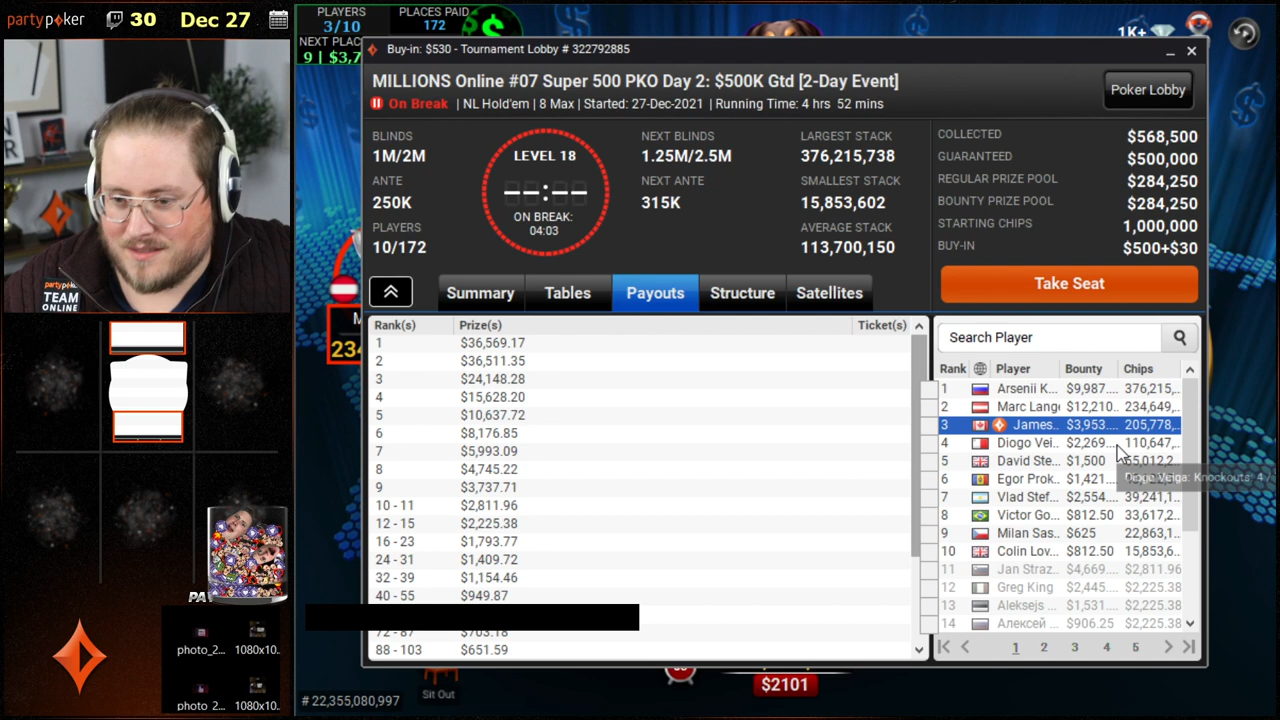 partypoker 30 Dec 27
PLAYERS
3/10
PLACES PAID
172
NEXT PLAC
9 | $3,7
1K+
Buy-in: $530 - Tournament Lobby # 322792885
MILLIONS Online #07 Super 500 PKO Day 2: $500K Gtd [2-Day Event]
On Break | NL Hold'em | 8 Max | Started: 27-Dec-2021 | Running Time: 4 hrs 52 mins
Poker Lobby
BLINDS
1M/2M
ANTE
250K
PLAYERS
10/172
LEVEL 18
--:--
ON BREAK:
04:03
NEXT BLINDS
1.25M/2.5M
NEXT ANTE
315K
LARGEST STACK
376,215,738
SMALLEST STACK
15,853,602
AVERAGE STACK
113,700,150
COLLECTED $568,500
GUARANTEED $500,000
REGULAR PRIZE POOL $284,250
BOUNTY PRIZE POOL $284,250
STARTING CHIPS 1,000,000
BUY-IN $500+$30
Take Seat
Summary Tables Payouts Structure Satellites
Rank(s) Prize(s) Ticket(s)
1 $36,569.17
2 $36,511.35
3 $24,148.28
4 $15,628.20
5 $10,637.72
6 $8,176.85
7 $5,993.09
8 $4,745.22
9 $3,737.71
10 - 11 $2,811.96
12 - 15 $2,225.38
16 - 23 $1,793.77
24 - 31 $1,409.72
32 - 39 $1,154.46
40 - 55 $949.87
72 - 87 $703.18
88 - 103 $651.59
Search Player
Rank Player Bounty Chips
1 Arsenii K... $9,987.... 376,215,..
2 Marc Lange $12,210.. 234,649,..
3 James.. $3,953.... 205,778,..
4 Diogo Vei.. $2,269.... 110,647,..
5 David Ste... $1,500 55,012,2..
6 Egor Prok.. $1,421....
7 Vlad Stef... $2,554.... 39,241,1..
8 Victor Go... $812.50 33,617,2..
9 Milan Sas.. $625 22,863,1..
10 Colin Lov... $812.50 15,853,6..
11 Jan Straz.. $4,669.... $2,811.96
12 Greg King $2,445.... $2,225.38
13 Aleksejs .. $1,531.... $2,225.38
14 Алексей .. $906.25 $2,225.38
Diogo Veiga: Knockouts: 4
1 2 3 4 5
partypoker
TEAM
ONLINE
M
234
PAY
photo_2... 1080x10..
photo_2... 1080x10..
# 22,355,080,997
Sit Out
$2101